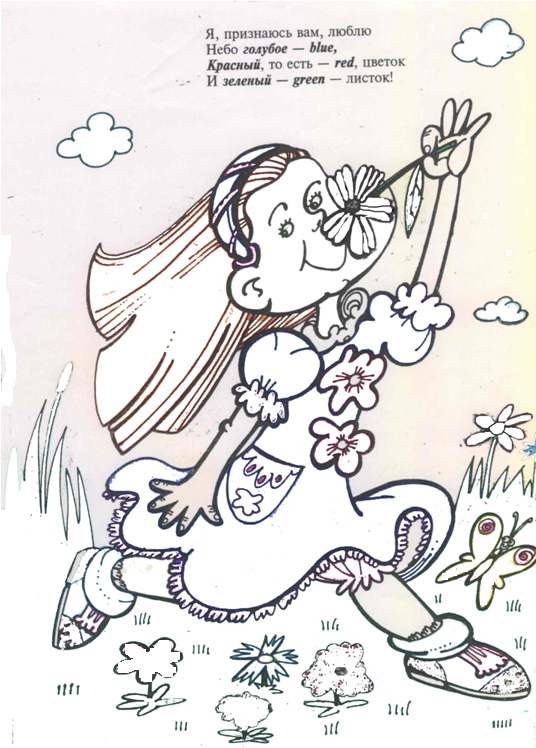 Я, признаюсь вам, люблю
Небо голубое — blue,
Красный, то есть — red, цветок
И зеленый — green — листок!